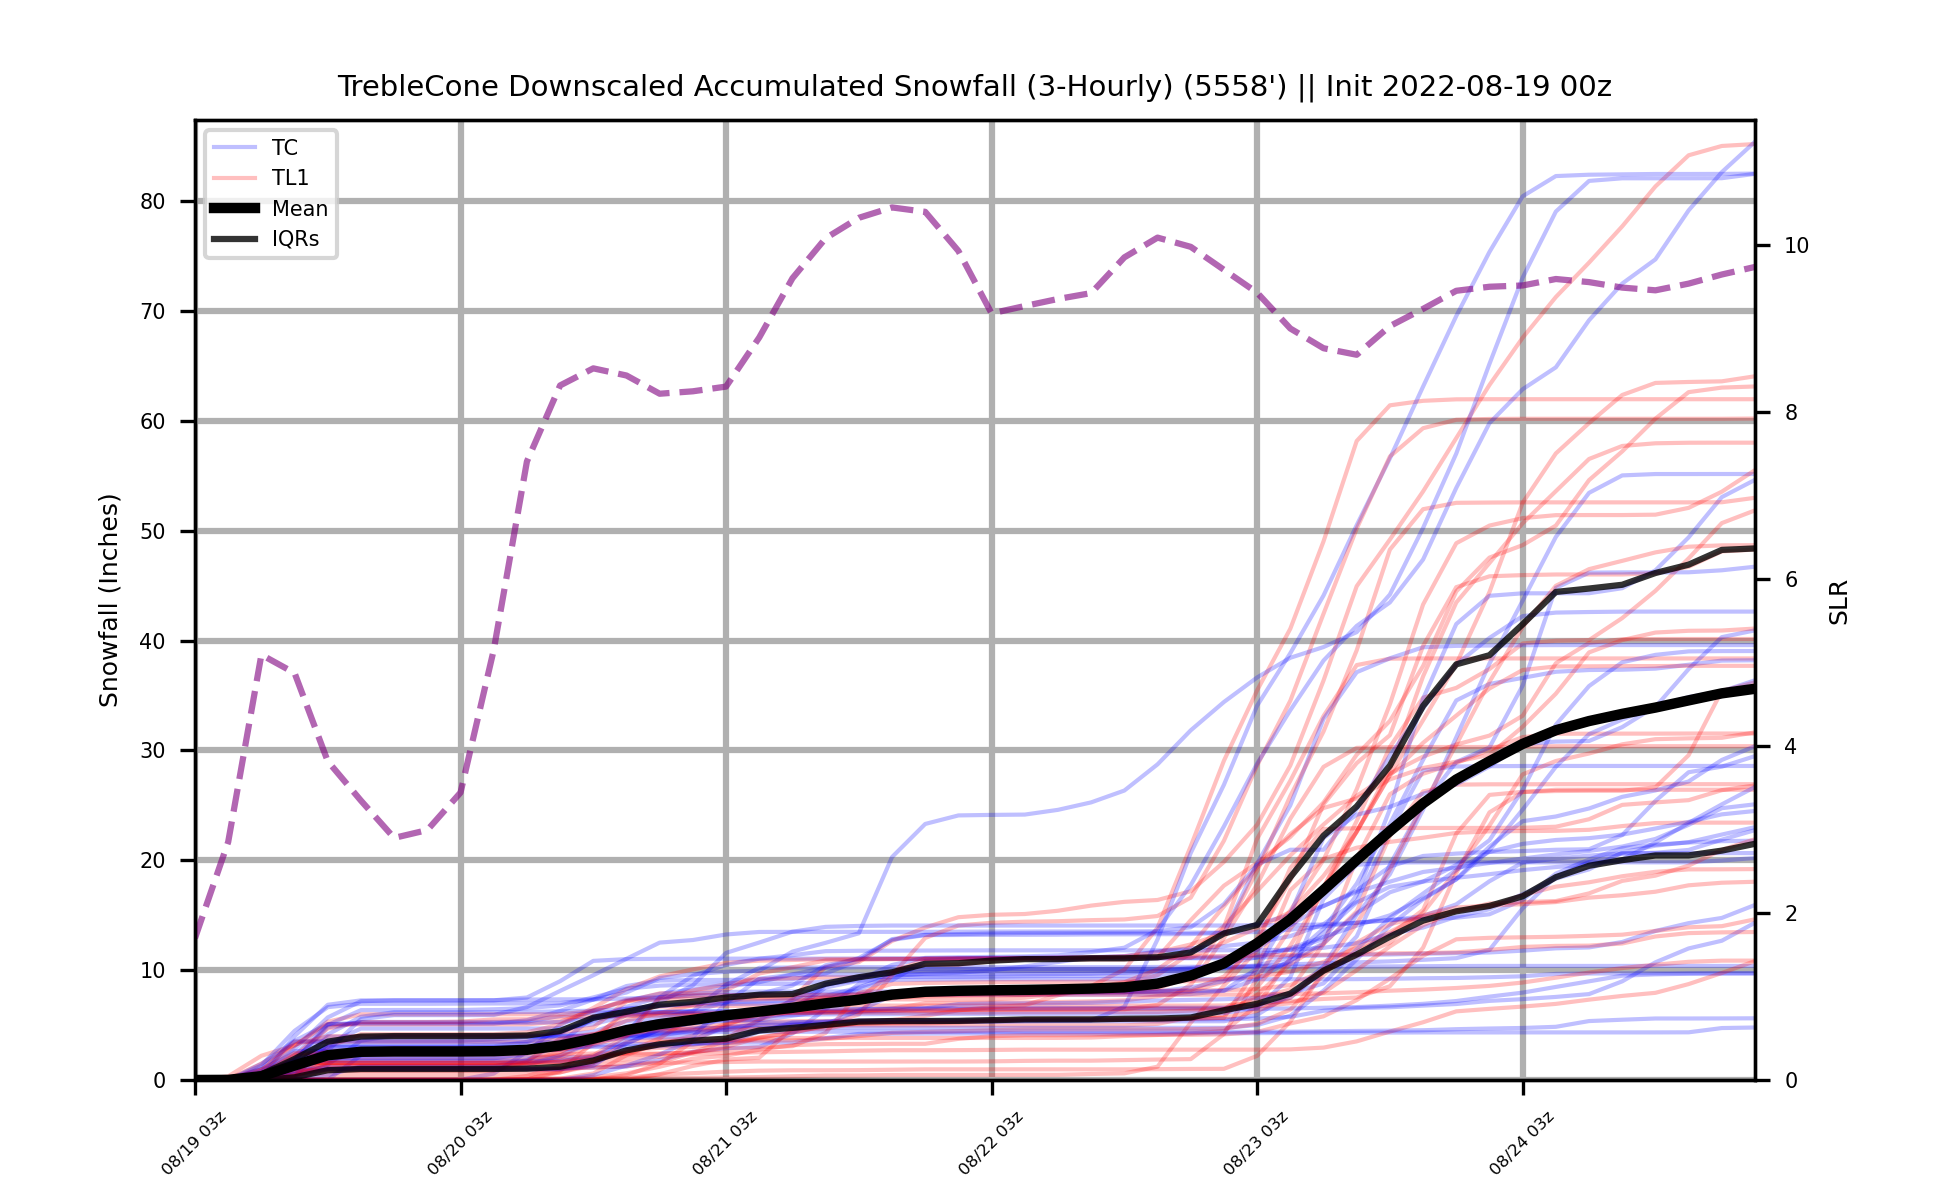 TrebleCone Downscaled Accumulated Snowfall (3-Hourly) (5558') || Init 2022-08-19 00z
TC
TL1
Mean
IQRs
Snowfall (Inches)
80
70
60
50
40
30
20
10
0
10
8
6
4
2
0
SLR
08/19 03z
08/20 03z
08/21 03z
08/22 03z
08/23 03z
08/24 03z